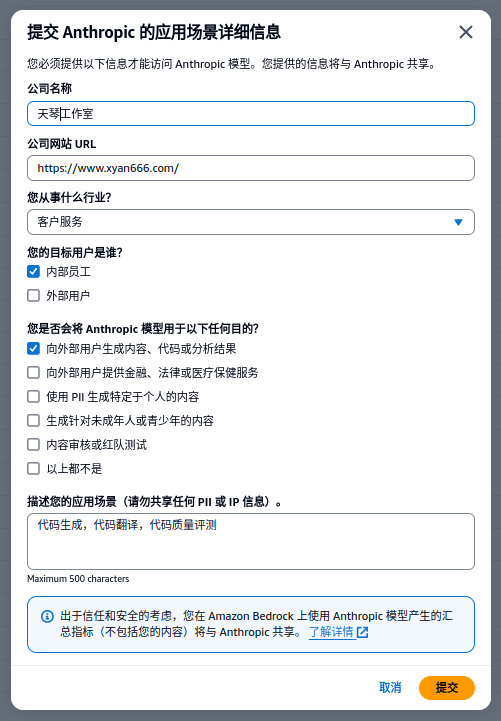 提交 Anthropic 的应用场景详细信息
您必须提供以下信息才能访问 Anthropic 模型。您提供的信息将与 Anthropic 共享。
公司名称
天琴工作室
公司网站 URL
https://www.xyan666.com/
您从事什么行业?
客户服务
您的目标用户是谁?
内部员工
外部用户
您是否会将 Anthropic 模型用于以下任何目的?
向外部用户生成内容、代码或分析结果
向外部用户提供金融、法律或医疗保健服务
使用 PII 生成特定于个人的内容
生成针对未成年人或青少年的内容
内容审核或红队测试
以上都不是
描述您的应用场景（请勿共享任何 PII 或 IP 信息）。
代码生成，代码翻译，代码质量评测
Maximum 500 characters
出于信任和安全的考虑，您在 Amazon Bedrock 上使用 Anthropic 模型产生的汇
总指标（不包括您的内容）将与 Anthropic 共享。 了解详情
取消 提交